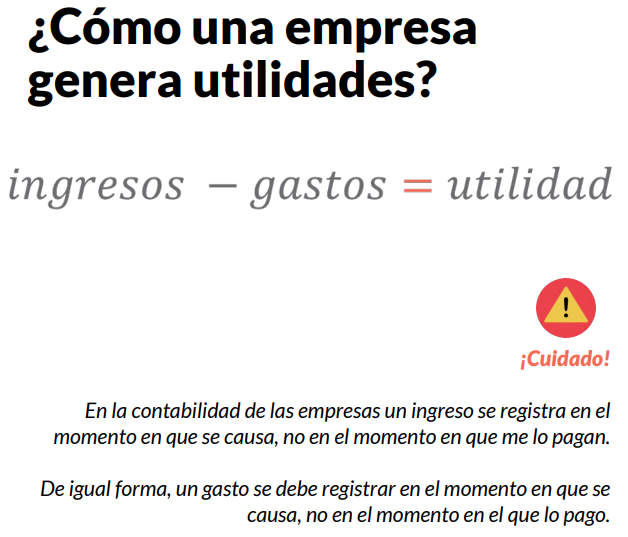 ¿Cómo una empresa
genera utilidades?
ingresos − gastos = utilidad
!
¡Cuidado!
En la contabilidad de las empresas un ingreso se registra en el
momento en que se causa, no en el momento en que me lo pagan.
De igual forma, un gasto se debe registrar en el momento en que se
causa, no en el momento en el que lo pago.